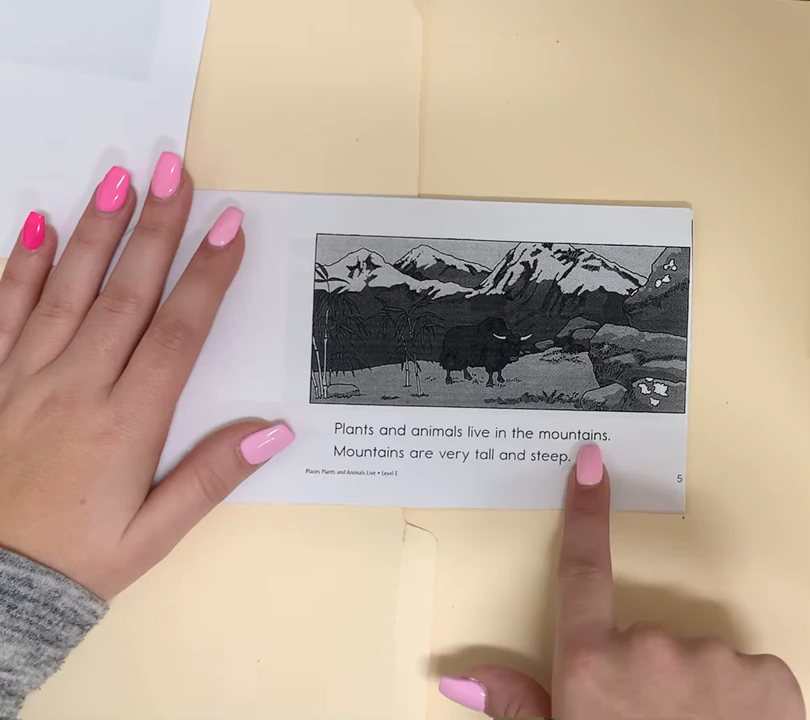 Plants and animals live in the mountains.
Mountains are very tall and steep.
Places Plants and Animals Live • Level E
5